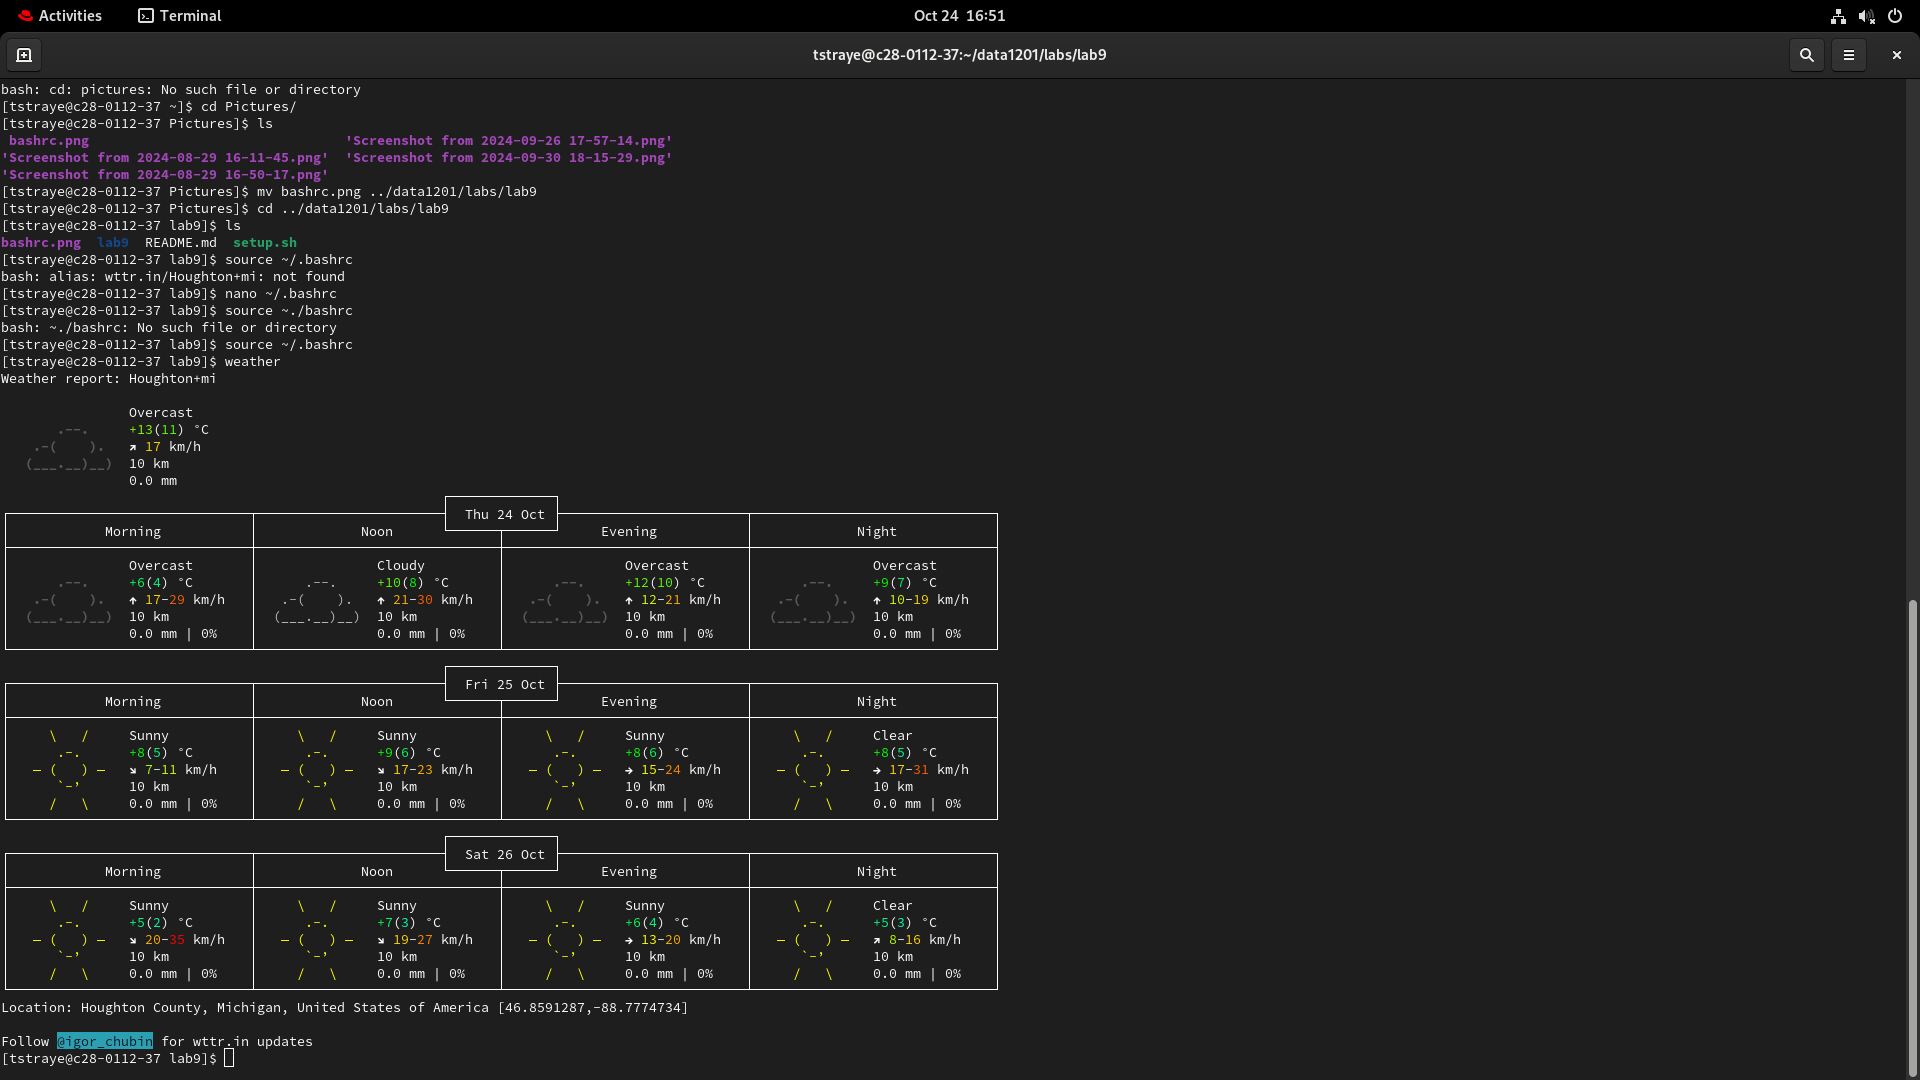 Activities Terminal Oct 24 16:51
tstraye@c28-0112-37:~/data1201/labs/lab9
bash: cd: pictures: No such file or directory
[tstraye@c28-0112-37 ~]$ cd Pictures/
[tstraye@c28-0112-37 Pictures]$ ls
bashrc.png 'Screenshot from 2024-09-26 17-57-14.png'
'Screenshot from 2024-08-29 16-11-45.png' 'Screenshot from 2024-09-30 18-15-29.png'
'Screenshot from 2024-08-29 16-50-17.png'
[tstraye@c28-0112-37 Pictures]$ mv bashrc.png ../data1201/labs/lab9
[tstraye@c28-0112-37 Pictures]$ cd ../data1201/labs/lab9
[tstraye@c28-0112-37 lab9]$ ls
bashrc.png lab9 README.md setup.sh
[tstraye@c28-0112-37 lab9]$ source ~/.bashrc
bash: alias: wttr.in/Houghton+mi: not found
[tstraye@c28-0112-37 lab9]$ nano ~/.bashrc
[tstraye@c28-0112-37 lab9]$ source ~./bashrc
bash: ~./bashrc: No such file or directory
[tstraye@c28-0112-37 lab9]$ source ~/.bashrc
[tstraye@c28-0112-37 lab9]$ weather
Weather report: Houghton+mi
Overcast
+13(11) °C
↗ 17 km/h
10 km
0.0 mm
Thu 24 Oct
Morning Noon Evening Night
Overcast Cloudy Overcast Overcast
+6(4) °C +10(8) °C +12(10) °C +9(7) °C
↑ 17-29 km/h ↑ 21-30 km/h ↑ 12-21 km/h ↑ 10-19 km/h
10 km 10 km 10 km 10 km
0.0 mm | 0% 0.0 mm | 0% 0.0 mm | 0% 0.0 mm | 0%
Fri 25 Oct
Morning Noon Evening Night
Sunny Sunny Sunny Clear
+8(5) °C +9(6) °C +8(6) °C +8(5) °C
↘ 7-11 km/h ↘ 17-23 km/h → 15-24 km/h → 17-31 km/h
10 km 10 km 10 km 10 km
0.0 mm | 0% 0.0 mm | 0% 0.0 mm | 0% 0.0 mm | 0%
Sat 26 Oct
Morning Noon Evening Night
Sunny Sunny Sunny Clear
+5(2) °C +7(3) °C +6(4) °C +5(3) °C
↘ 20-35 km/h ↘ 19-27 km/h → 13-20 km/h ↗ 8-16 km/h
10 km 10 km 10 km 10 km
0.0 mm | 0% 0.0 mm | 0% 0.0 mm | 0% 0.0 mm | 0%
Location: Houghton County, Michigan, United States of America [46.8591287,-88.7774734]
Follow @igor_chubin for wttr.in updates
[tstraye@c28-0112-37 lab9]$